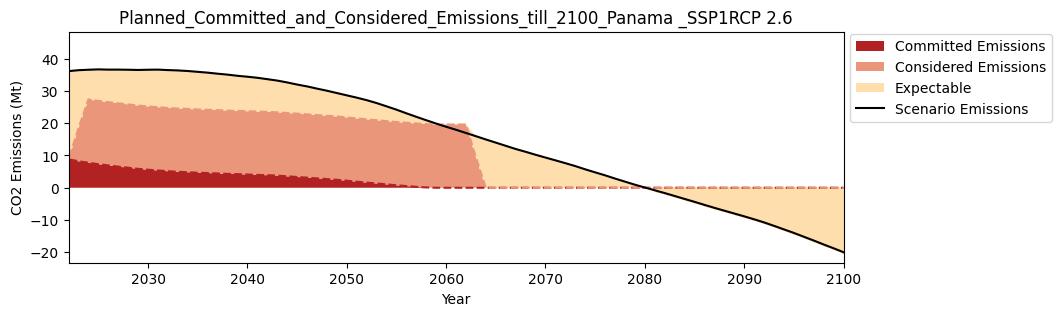 Planned_Committed_and_Considered_Emissions_till_2100_Panama _SSP1RCP 2.6
CO2 Emissions (Mt)
40
30
20
10
0
−10
−20
2030 2040 2050 2060 2070 2080 2090 2100
Year
Committed Emissions
Considered Emissions
Expectable
Scenario Emissions